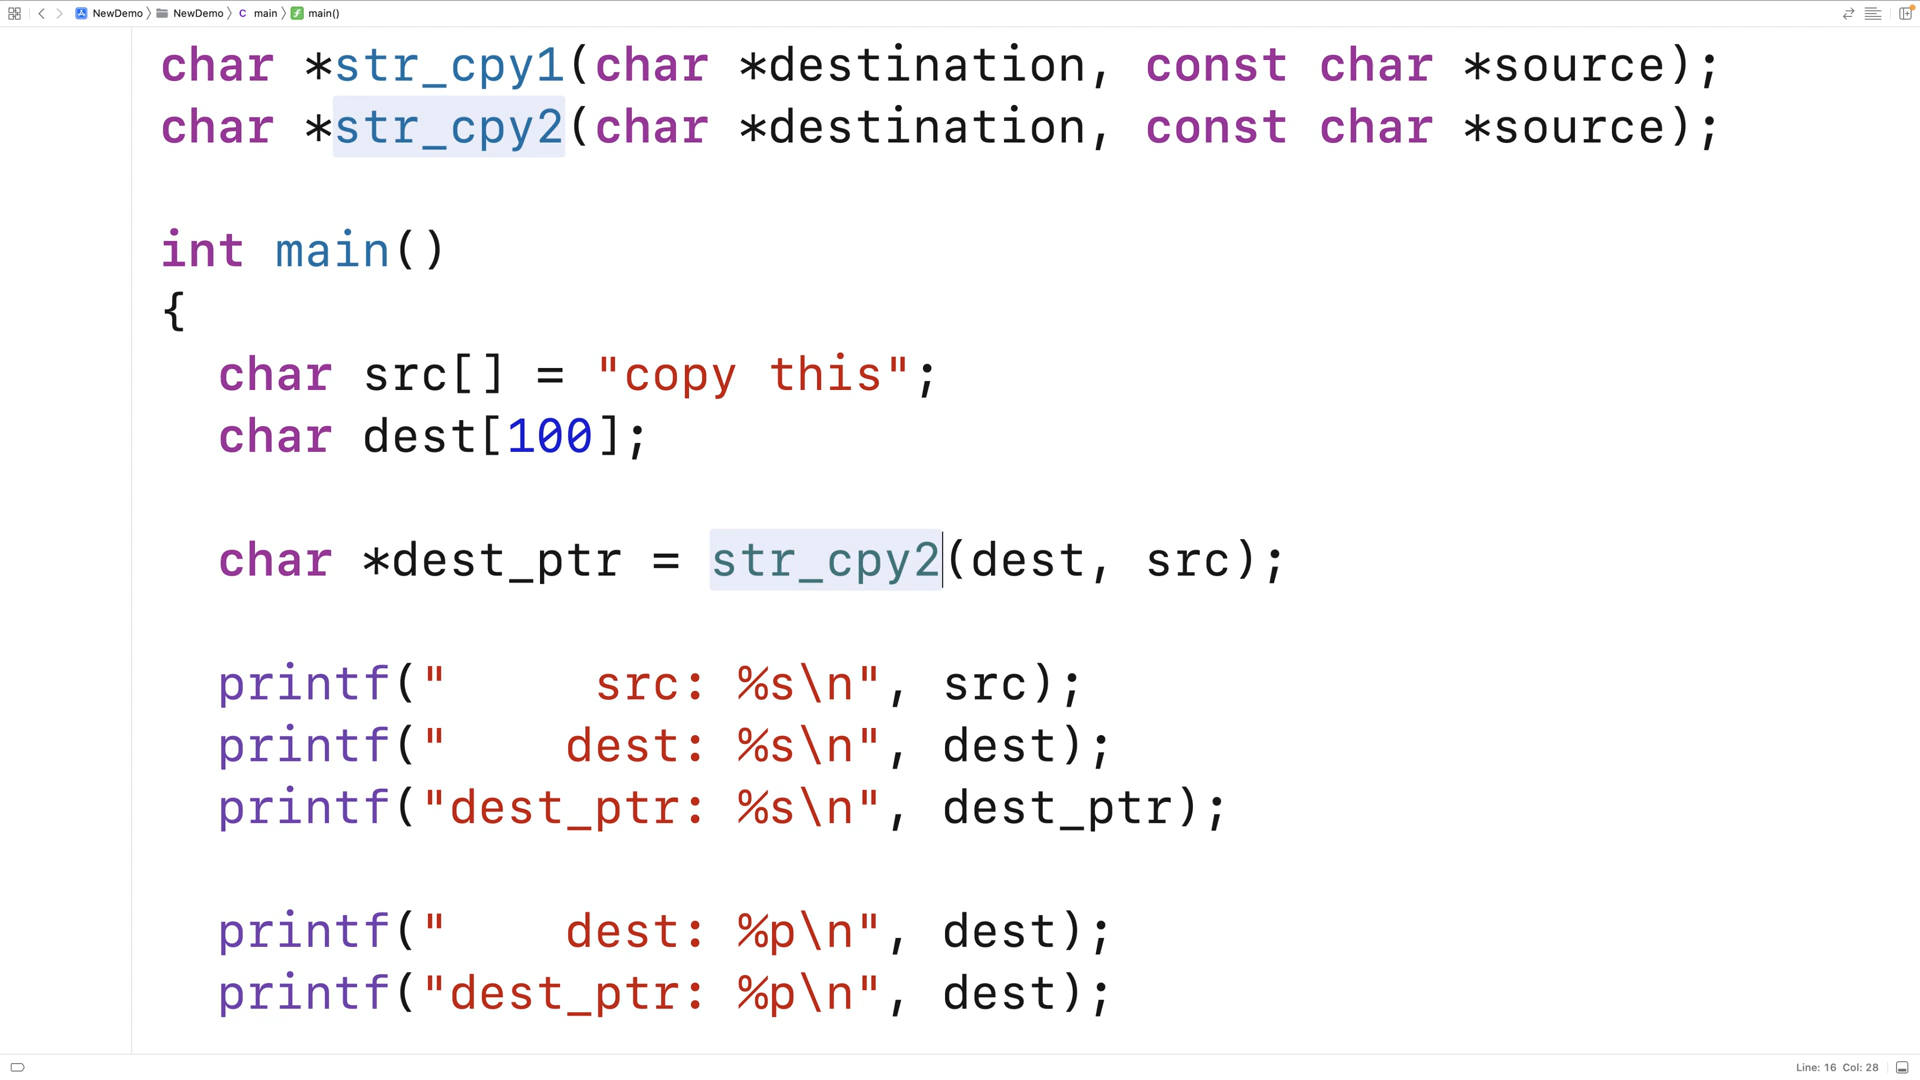 NewDemo NewDemo C main f main()
char *str_cpy1(char *destination, const char *source);
char *str_cpy2(char *destination, const char *source);
int main()
{
char src[] = "copy this";
char dest[100];
char *dest_ptr = str_cpy2(dest, src);
printf("     src: %s\n", src);
printf("    dest: %s\n", dest);
printf("dest_ptr: %s\n", dest_ptr);
printf("    dest: %p\n", dest);
printf("dest_ptr: %p\n", dest);
Line: 16 Col: 28